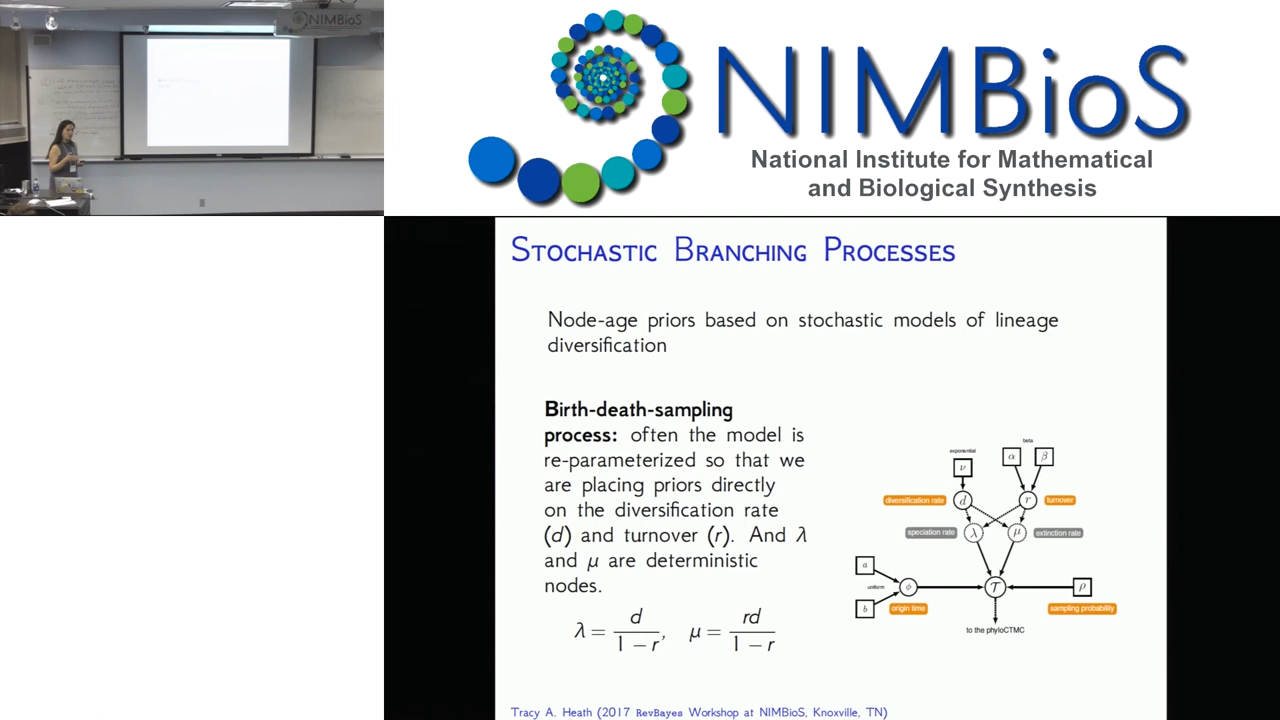 NIMBioS
NIMBioS
National Institute for Mathematical
and Biological Synthesis
Stochastic Branching Processes
Node-age priors based on stochastic models of lineage
diversification
Birth-death-sampling
process: often the model is
re-parameterized so that we
are placing priors directly
on the diversification rate
(d) and turnover (r). And λ
and μ are deterministic
nodes.
λ = d / (1 − r), μ = rd / (1 − r)
exponential
beta
ν
α β
diversification rate d r turnover
speciation rate λ μ extinction rate
a
uniform ϕ T ρ
b origin time sampling probability
to the phyloCTMC
Tracy A. Heath (2017 RevBayes Workshop at NIMBioS, Knoxville, TN)